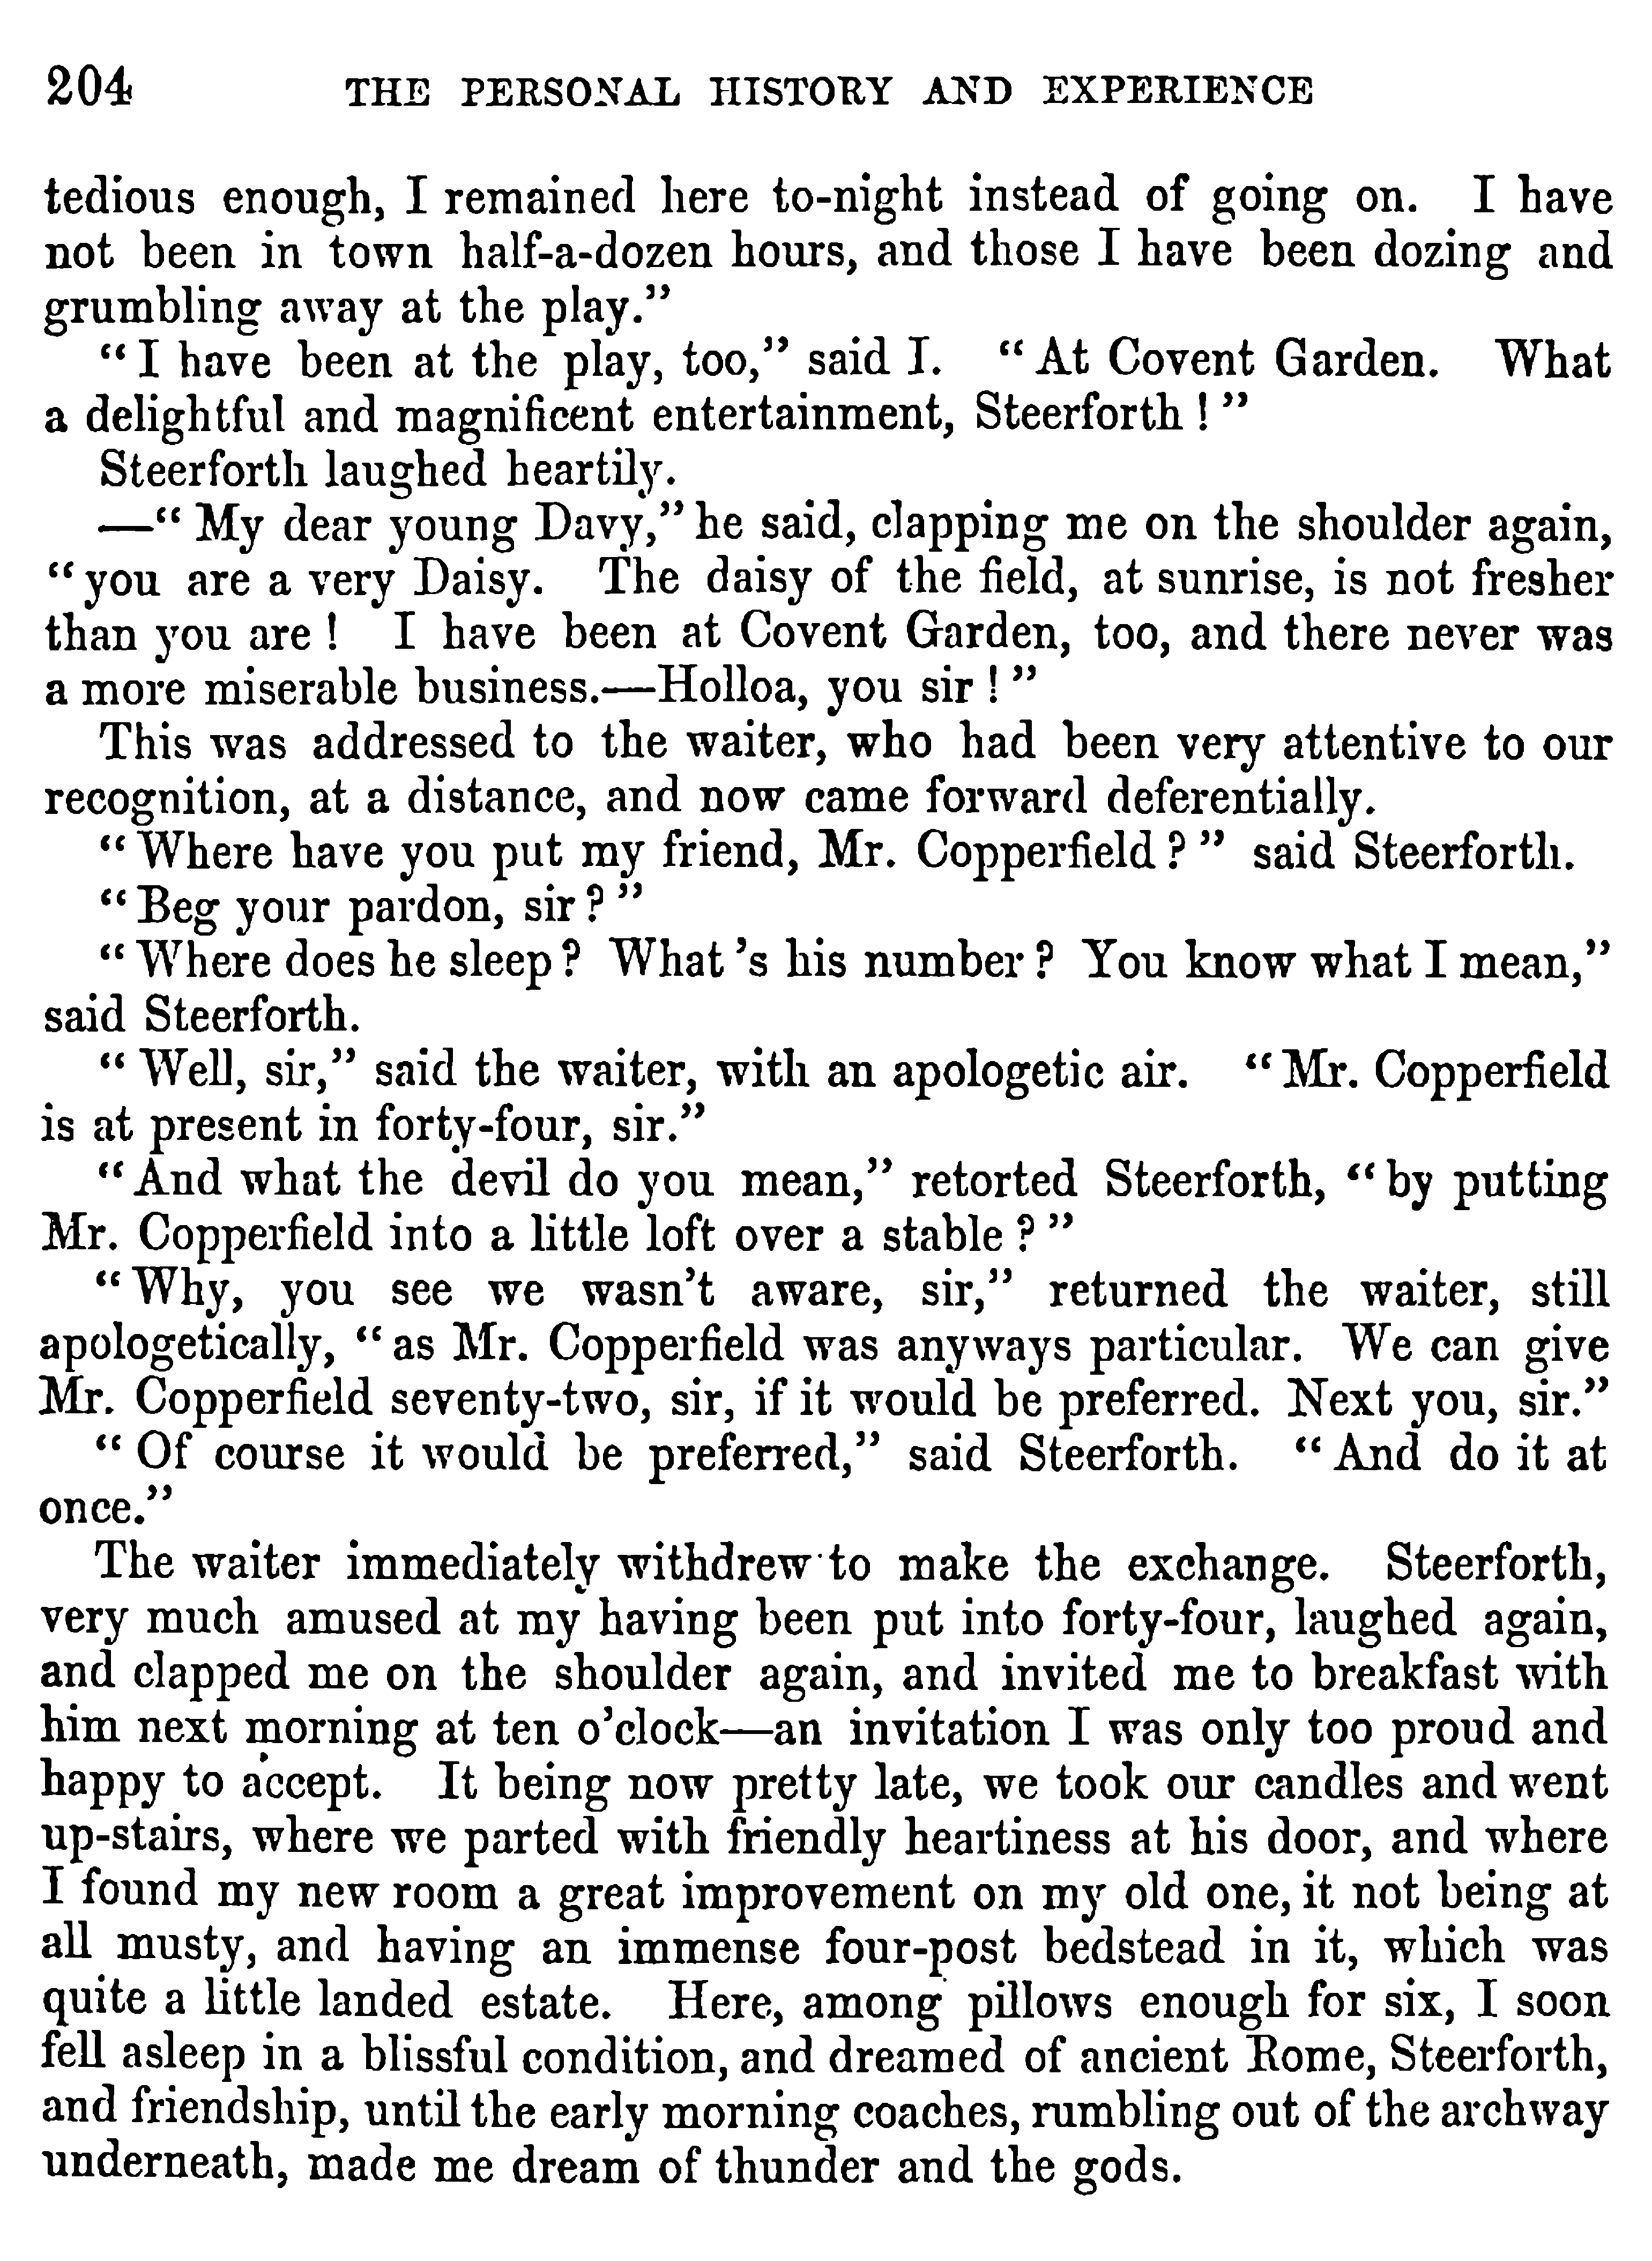 204 THE PERSONAL HISTORY AND EXPERIENCE
tedious enough, I remained here to-night instead of going on. I have
not been in town half-a-dozen hours, and those I have been dozing and
grumbling away at the play.”
“I have been at the play, too,” said I. “At Covent Garden. What
a delightful and magnificent entertainment, Steerforth!”
Steerforth laughed heartily.
—“My dear young Davy,” he said, clapping me on the shoulder again,
“you are a very Daisy. The daisy of the field, at sunrise, is not fresher
than you are! I have been at Covent Garden, too, and there never was
a more miserable business.—Holloa, you sir!”
This was addressed to the waiter, who had been very attentive to our
recognition, at a distance, and now came forward deferentially.
“Where have you put my friend, Mr. Copperfield?” said Steerforth.
“Beg your pardon, sir?”
“Where does he sleep? What's his number? You know what I mean,”
said Steerforth.
“Well, sir,” said the waiter, with an apologetic air. “Mr. Copperfield
is at present in forty-four, sir.”
“And what the devil do you mean,” retorted Steerforth, “by putting
Mr. Copperfield into a little loft over a stable?”
“Why, you see we wasn't aware, sir,” returned the waiter, still
apologetically, “as Mr. Copperfield was anyways particular. We can give
Mr. Copperfield seventy-two, sir, if it would be preferred. Next you, sir.”
“Of course it would be preferred,” said Steerforth. “And do it at
once.”
The waiter immediately withdrew to make the exchange. Steerforth,
very much amused at my having been put into forty-four, laughed again,
and clapped me on the shoulder again, and invited me to breakfast with
him next morning at ten o'clock—an invitation I was only too proud and
happy to accept. It being now pretty late, we took our candles and went
up-stairs, where we parted with friendly heartiness at his door, and where
I found my new room a great improvement on my old one, it not being at
all musty, and having an immense four-post bedstead in it, which was
quite a little landed estate. Here, among pillows enough for six, I soon
fell asleep in a blissful condition, and dreamed of ancient Rome, Steerforth,
and friendship, until the early morning coaches, rumbling out of the archway
underneath, made me dream of thunder and the gods.